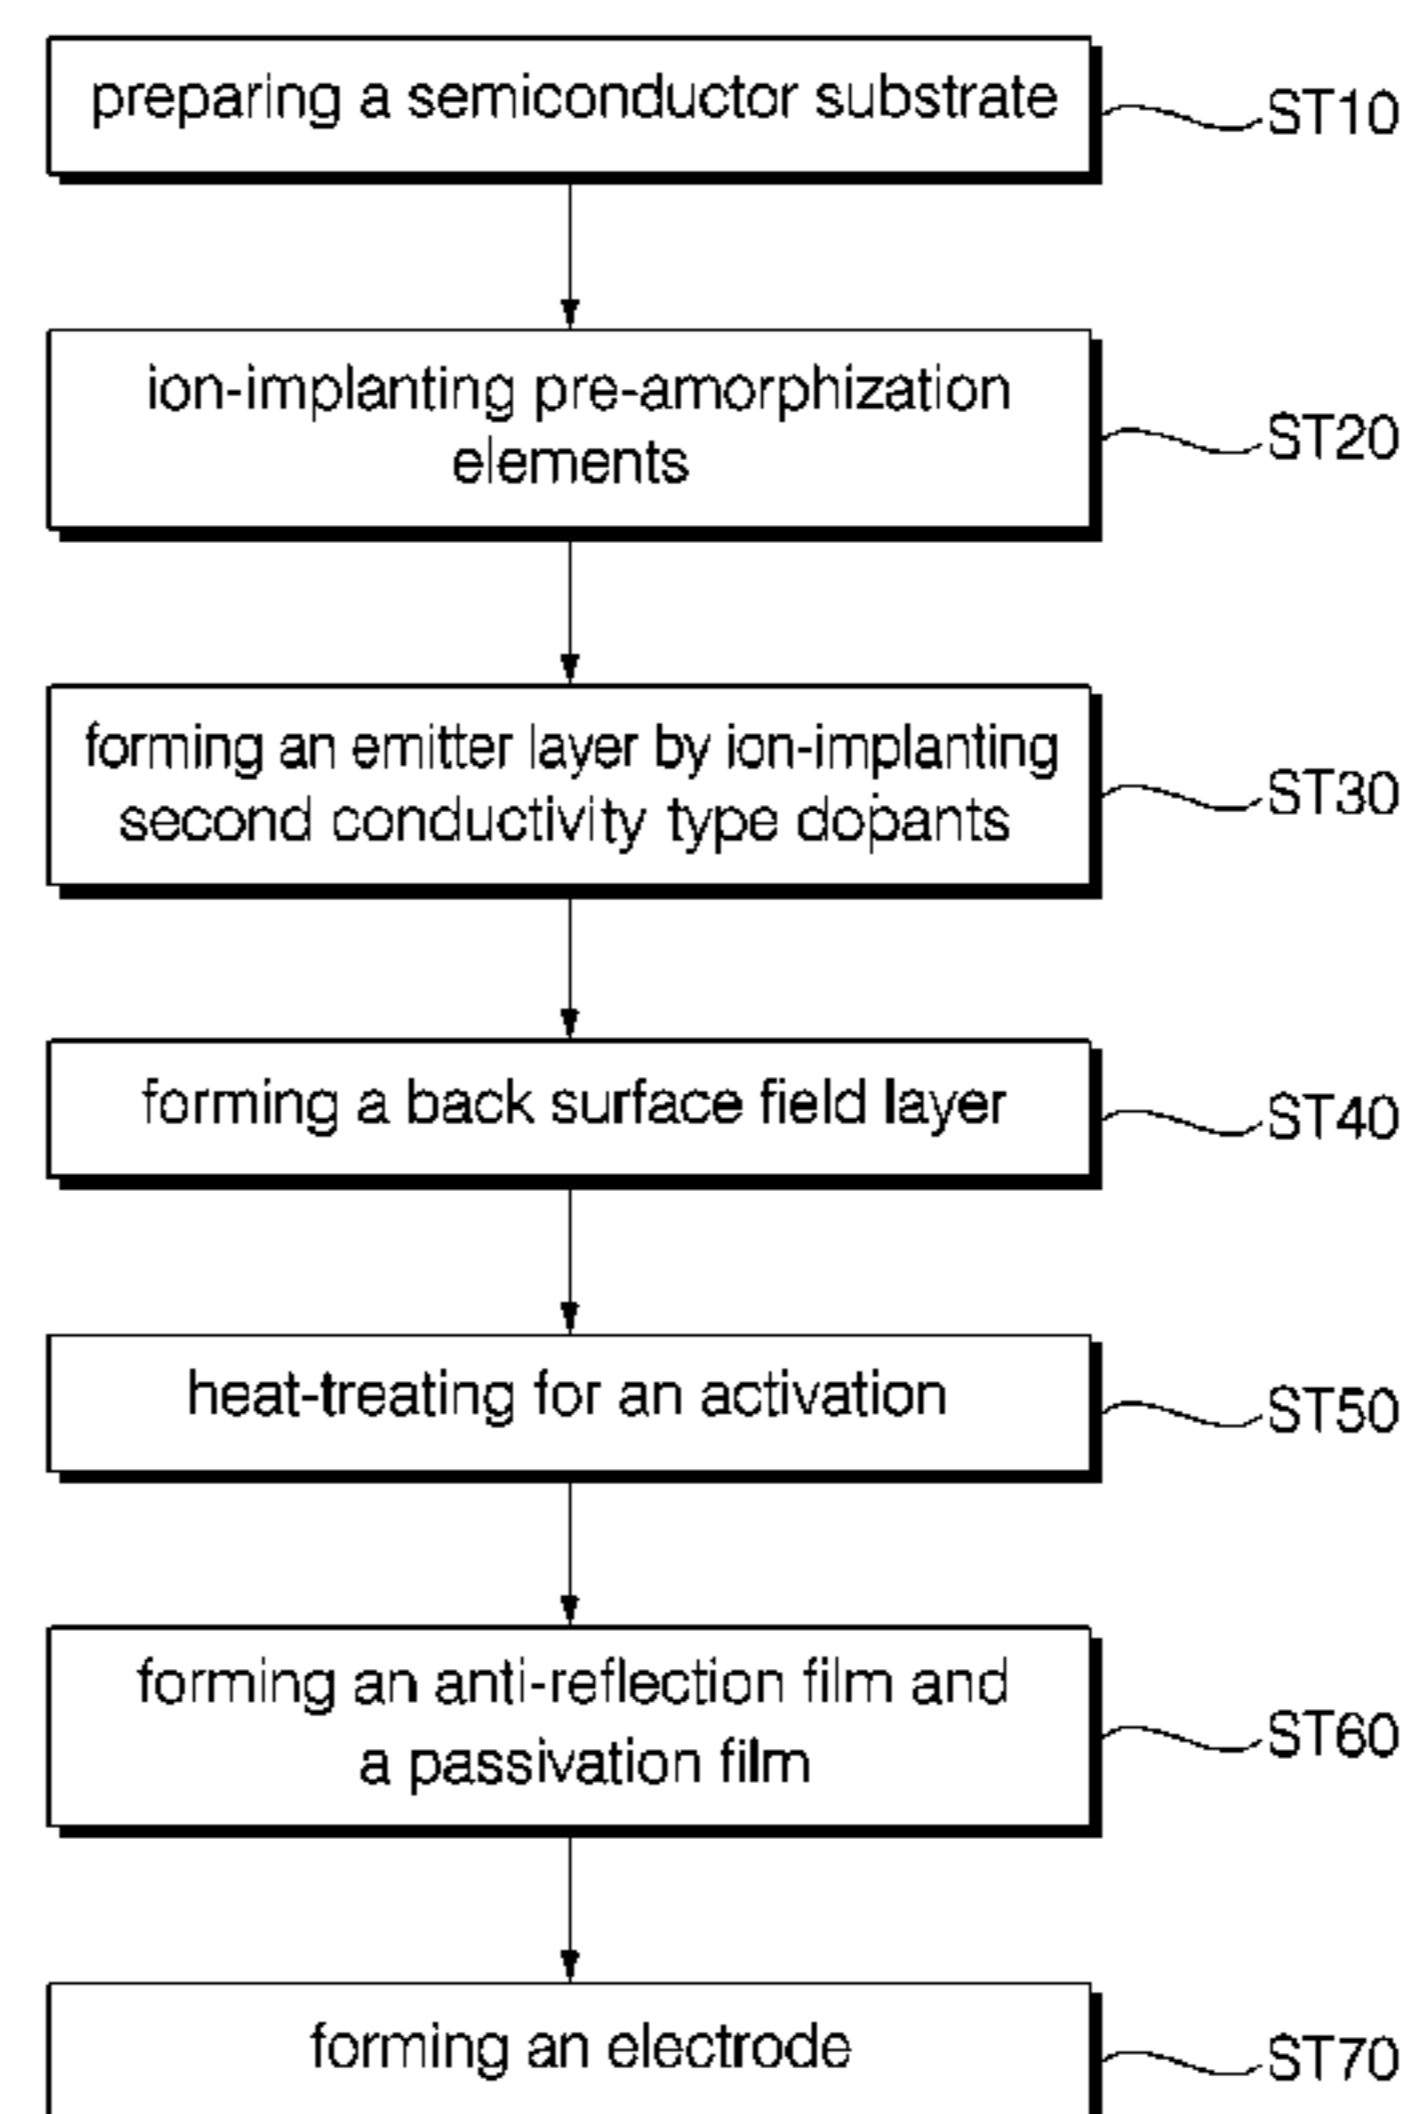 preparing a semiconductor substrate
ST10
ion-implanting pre-amorphization
elements
ST20
forming an emitter layer by ion-implanting
second conductivity type dopants
ST30
forming a back surface field layer
ST40
heat-treating for an activation
ST50
forming an anti-reflection film and
a passivation film
ST60
forming an electrode
ST70